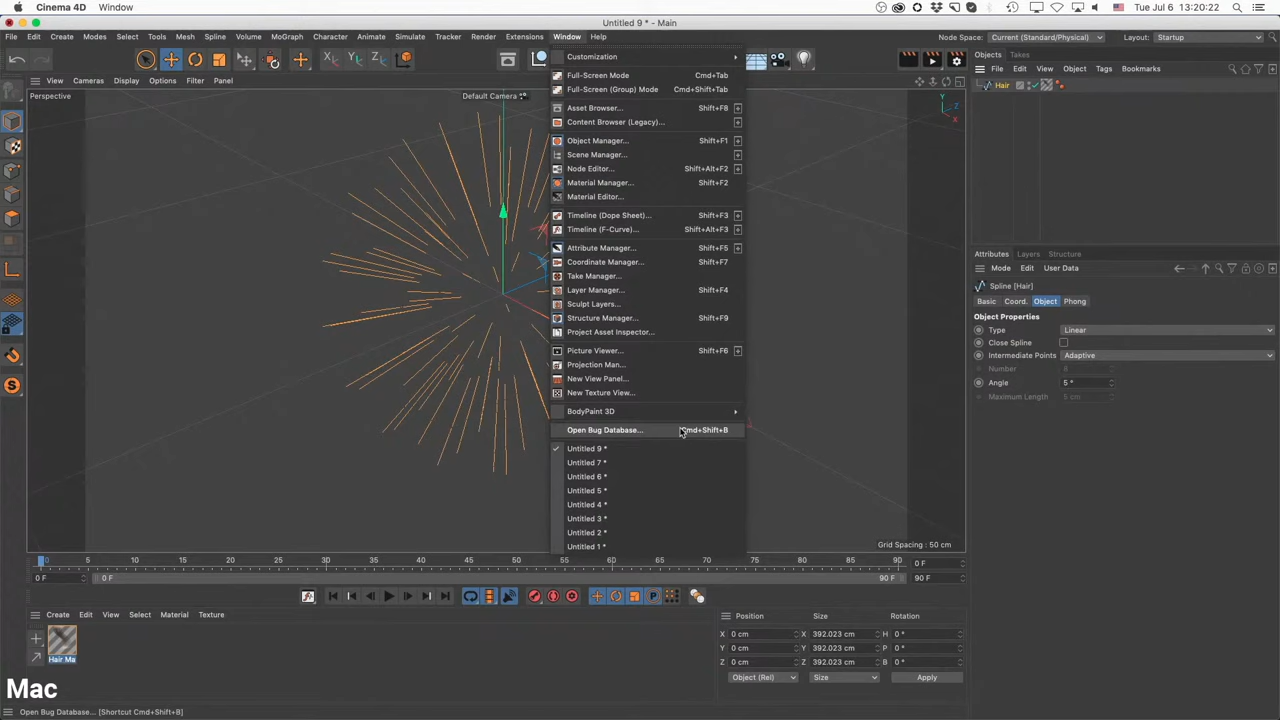 Cinema 4D Window Tue Jul 6 13:20:22
Untitled 9 * - Main
File Edit Create Modes Select Tools Mesh Spline Volume MoGraph Character Animate Simulate Tracker Render Extensions Window Help Node Space: Current (Standard/Physical) Layout: Startup
X Y Z
View Cameras Display Options Filter Panel
Perspective
Default Camera
Customization
Full-Screen Mode Cmd+Tab
Full-Screen (Group) Mode Cmd+Shift+Tab
Asset Browser... Shift+F8
Content Browser (Legacy)...
Object Manager... Shift+F1
Scene Manager...
Node Editor... Shift+Alt+F2
Material Manager... Shift+F2
Material Editor...
Timeline (Dope Sheet)... Shift+F3
Timeline (F-Curve)... Shift+Alt+F3
Attribute Manager... Shift+F5
Coordinate Manager... Shift+F7
Take Manager...
Layer Manager... Shift+F4
Sculpt Layers...
Structure Manager... Shift+F9
Project Asset Inspector...
Picture Viewer... Shift+F6
Projection Man...
New View Panel...
New Texture View...
BodyPaint 3D
Open Bug Database... Cmd+Shift+B
Untitled 9 *
Untitled 7 *
Untitled 6 *
Untitled 5 *
Untitled 4 *
Untitled 3 *
Untitled 2 *
Untitled 1 *
Y
Z
X
Grid Spacing : 50 cm
Objects Takes
File Edit View Object Tags Bookmarks
Hair
Attributes Layers Structure
Mode Edit User Data
Spline [Hair]
Basic Coord. Object Phong
Object Properties
Type Linear
Close Spline
Intermediate Points Adaptive
Number 8
Angle 5 °
Maximum Length 5 cm
0 5 10 15 20 25 30 35 40 45 50 55 60 65 70 75 80 85 90 0 F
0 F 0 F 90 F 90 F
Create Edit View Select Material Texture
Hair Ma
Position Size Rotation
X 0 cm X 392.023 cm H 0 °
Y 0 cm Y 392.023 cm P 0 °
Z 0 cm Z 392.023 cm B 0 °
Object (Rel) Size Apply
Mac
Open Bug Database... [Shortcut Cmd+Shift+B]